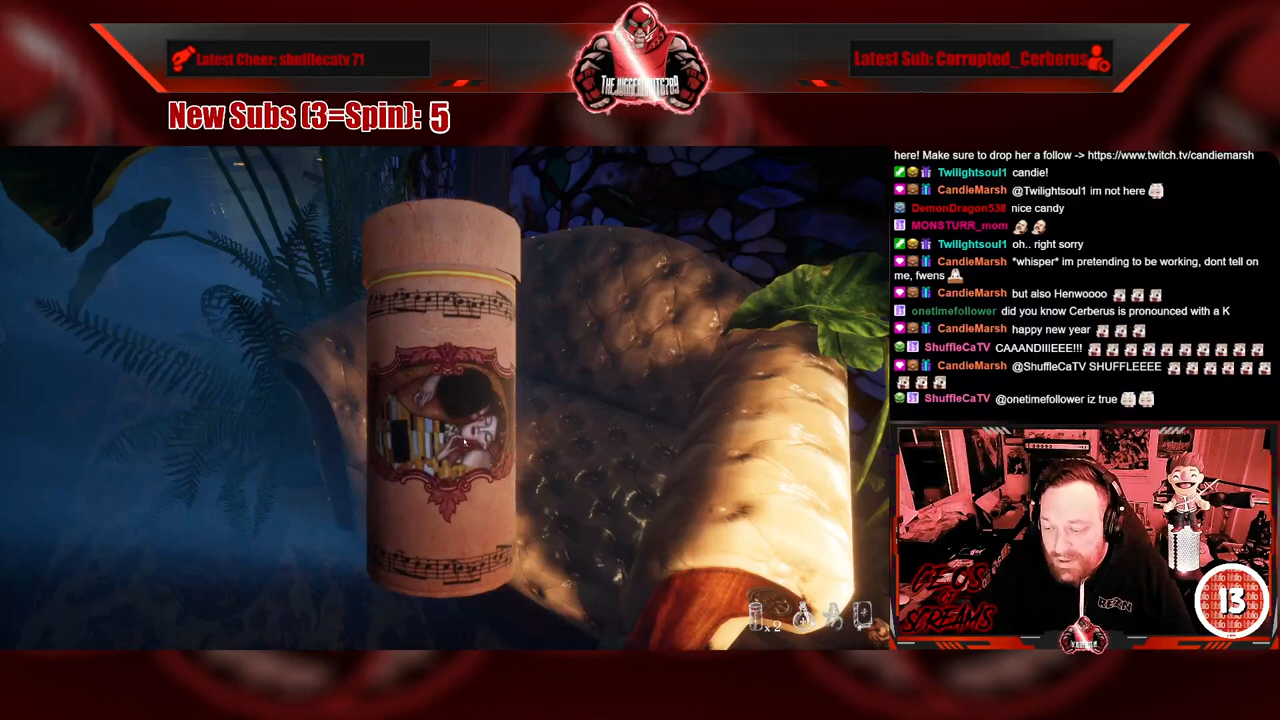 Latest Cheer: shufflecatv 71
THEJUGGERNAUT6789
Latest Sub: Corrupted_Cerberus
New Subs (3=Spin): 5
here! Make sure to drop her a follow -> https://www.twitch.tv/candiemarsh
Twilightsoul1 candie!
CandieMarsh @Twilightsoul1 im not here
DemonDragon538 nice candy
MONSTURR_mom
Twilightsoul1 oh.. right sorry
CandieMarsh *whisper* im pretending to be working, dont tell on
me, fwens
CandieMarsh but also Henwoooo
onetimefollower did you know Cerberus is pronounced with a K
CandieMarsh happy new year
ShuffleCaTV CAAANDIIIEEE!!!
CandieMarsh @ShuffleCaTV SHUFFLEEEE
ShuffleCaTV @onetimefollower iz true
x2
SCREAMS
13